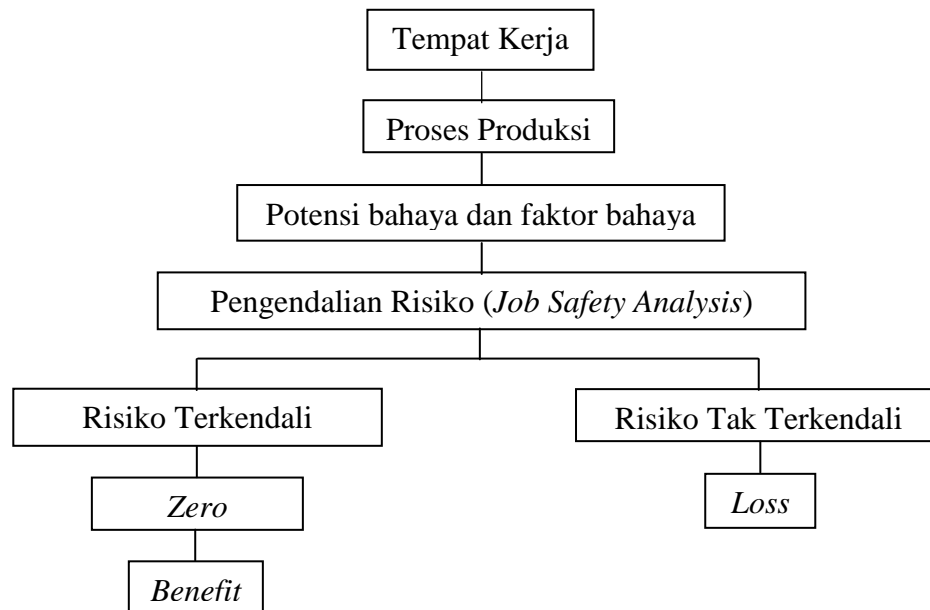 Tempat Kerja
Proses Produksi
Potensi bahaya dan faktor bahaya
Pengendalian Risiko (Job Safety Analysis)
Risiko Terkendali
Risiko Tak Terkendali
Zero
Loss
Benefit